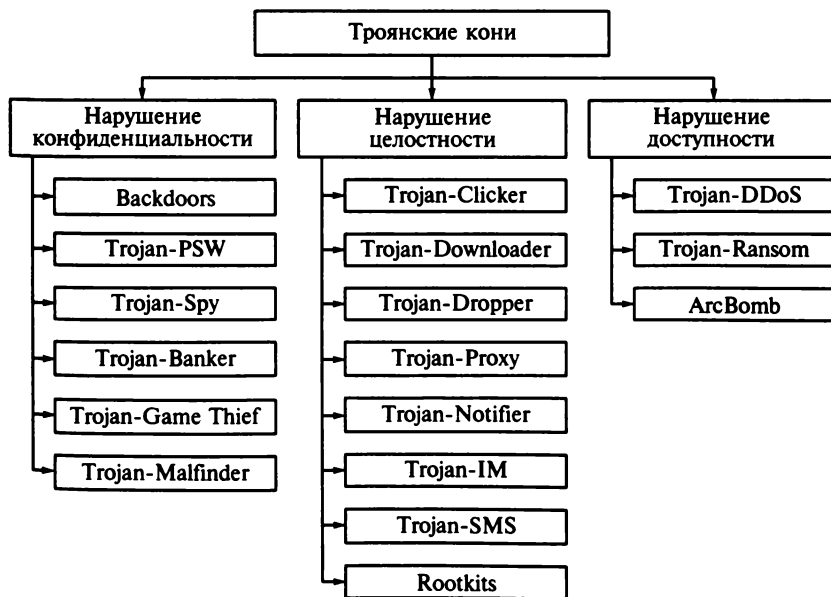 Троянские кони
Нарушение
конфиденциальности
Backdoors
Trojan-PSW
Trojan-Spy
Trojan-Banker
Trojan-Game Thief
Trojan-Malfinder
Нарушение
целостности
Trojan-Clicker
Trojan-Downloader
Trojan-Dropper
Trojan-Proxy
Trojan-Notifier
Trojan-IM
Trojan-SMS
Rootkits
Нарушение
доступности
Trojan-DDoS
Trojan-Ransom
ArcBomb